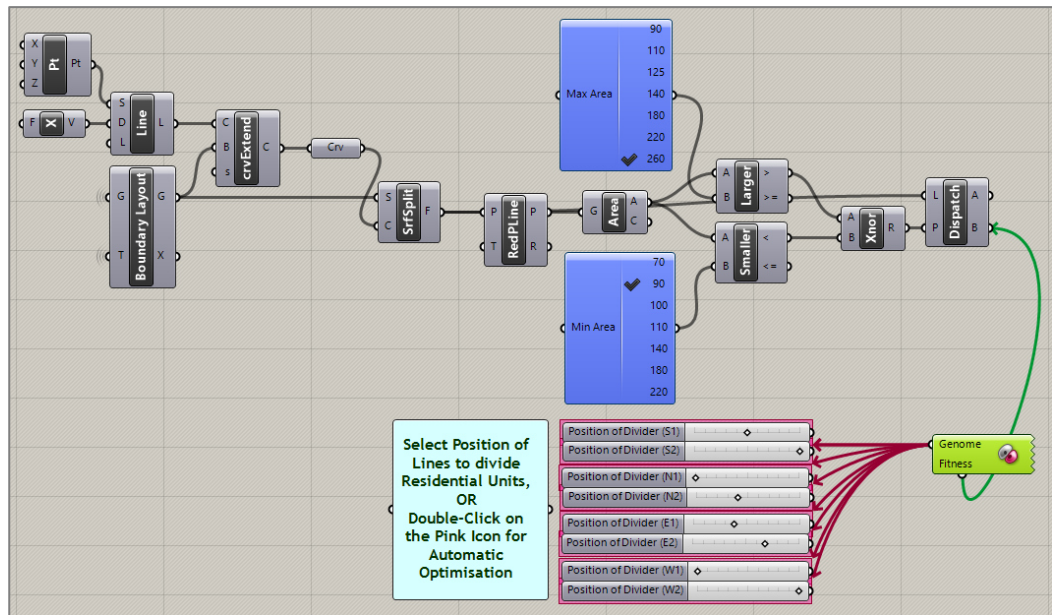 X
Y
Z
Pt
Pt
F
X
V
S
D
L
Line
L
C
B
s
crvExtend
C
Crv
G
T
Boundary Layout
G
X
S
C
SrfSplit
F
P
T
RedPLine
P
R
G
Area
A
C
Max Area
90
110
125
140
180
220
260
A
B
Larger
>
>=
A
B
Smaller
<
<=
A
B
Xnor
R
L
P
Dispatch
A
B
Min Area
70
90
100
110
140
180
220
Select Position of
Lines to divide
Residential Units,
OR
Double-Click on
the Pink Icon for
Automatic
Optimisation
Position of Divider (S1)
Position of Divider (S2)
Position of Divider (N1)
Position of Divider (N2)
Position of Divider (E1)
Position of Divider (E2)
Position of Divider (W1)
Position of Divider (W2)
Genome
Fitness